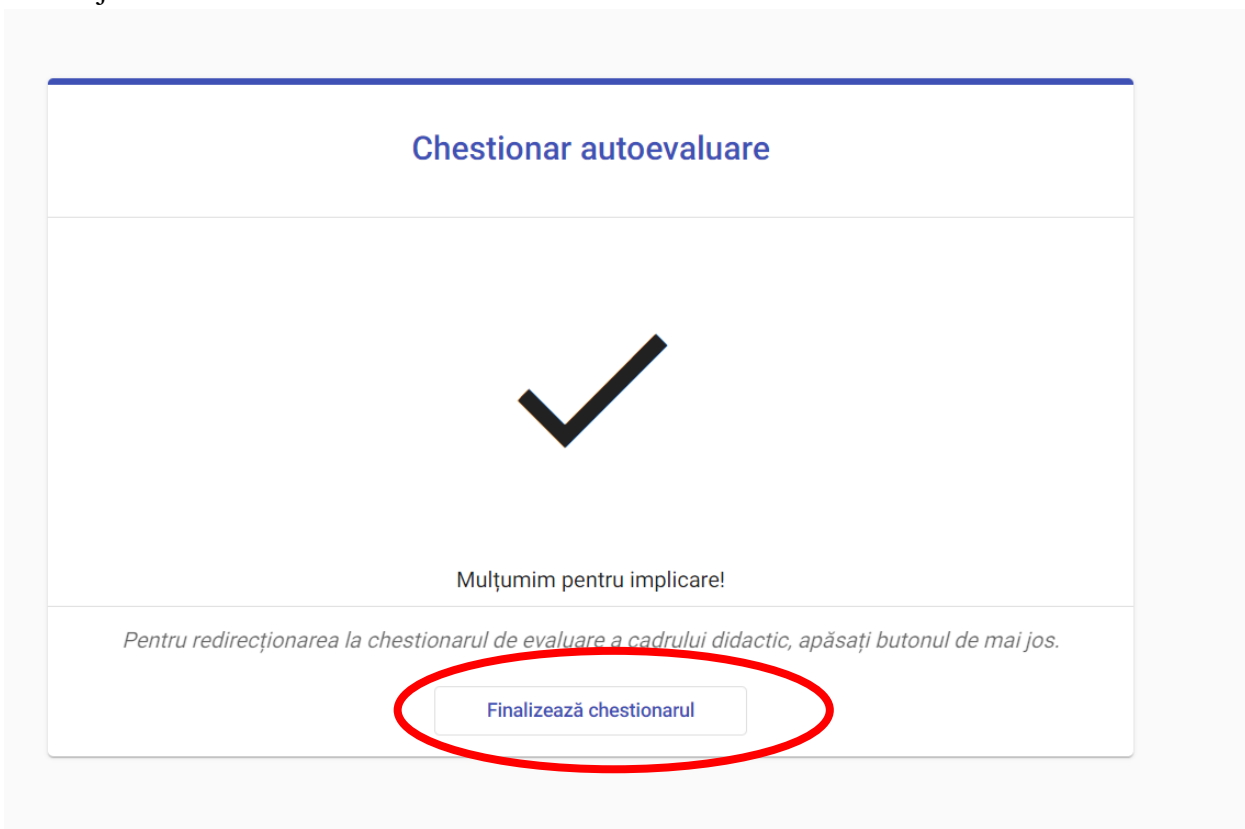 Chestionar autoevaluare
Mulțumim pentru implicare!
Pentru redirecționarea la chestionarul de evaluare a cadrului didactic, apăsați butonul de mai jos.
Finalizează chestionarul